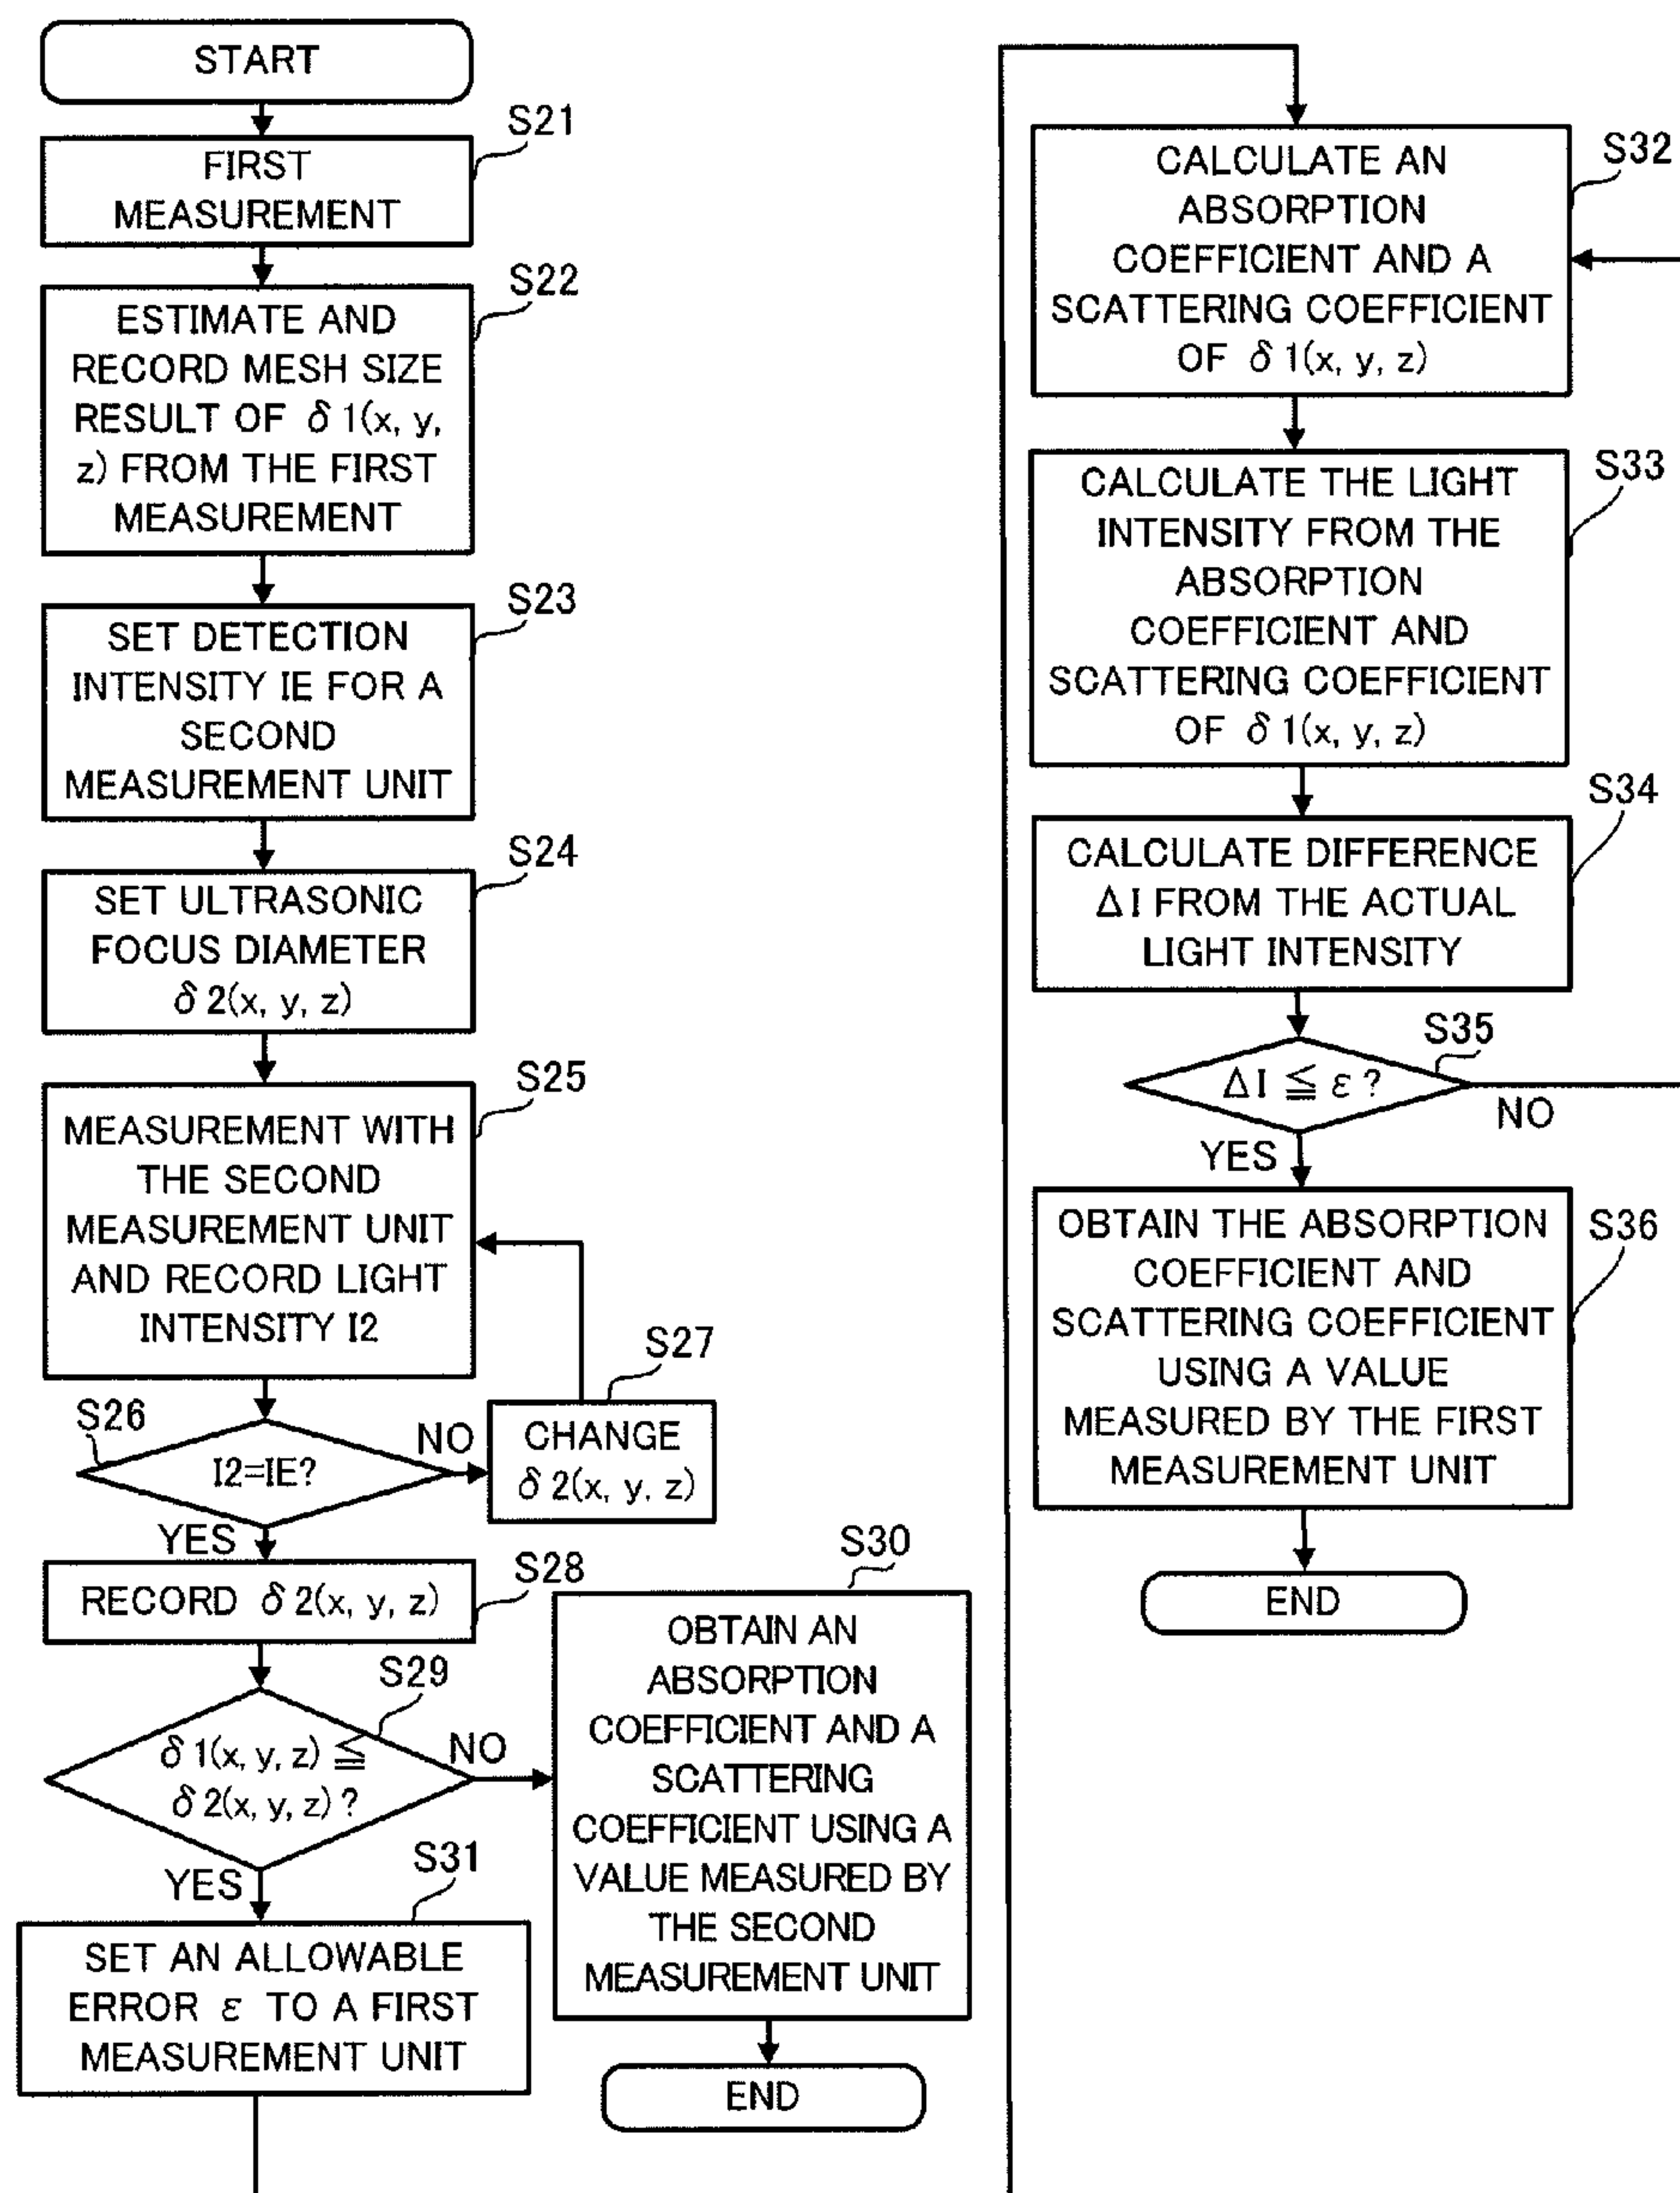 START
S21
FIRST
MEASUREMENT
S22
ESTIMATE AND
RECORD MESH SIZE
RESULT OF δ1(x, y,
z) FROM THE FIRST
MEASUREMENT
S23
SET DETECTION
INTENSITY IE FOR A
SECOND
MEASUREMENT UNIT
S24
SET ULTRASONIC
FOCUS DIAMETER
δ2(x, y, z)
S25
MEASUREMENT WITH
THE SECOND
MEASUREMENT UNIT
AND RECORD LIGHT
INTENSITY I2
S26
I2=IE?
NO
S27
CHANGE
δ2(x, y, z)
YES
S28
RECORD δ2(x, y, z)
S29
δ1(x, y, z) ≦
δ2(x, y, z)?
NO
S30
OBTAIN AN
ABSORPTION
COEFFICIENT AND A
SCATTERING
COEFFICIENT USING A
VALUE MEASURED BY
THE SECOND
MEASUREMENT UNIT
END
YES
S31
SET AN ALLOWABLE
ERROR ε TO A FIRST
MEASUREMENT UNIT
S32
CALCULATE AN
ABSORPTION
COEFFICIENT AND A
SCATTERING COEFFICIENT
OF δ1(x, y, z)
S33
CALCULATE THE LIGHT
INTENSITY FROM THE
ABSORPTION
COEFFICIENT AND
SCATTERING COEFFICIENT
OF δ1(x, y, z)
S34
CALCULATE DIFFERENCE
ΔI FROM THE ACTUAL
LIGHT INTENSITY
S35
ΔI ≦ ε?
NO
YES
S36
OBTAIN THE ABSORPTION
COEFFICIENT AND
SCATTERING COEFFICIENT
USING A VALUE
MEASURED BY THE FIRST
MEASUREMENT UNIT
END